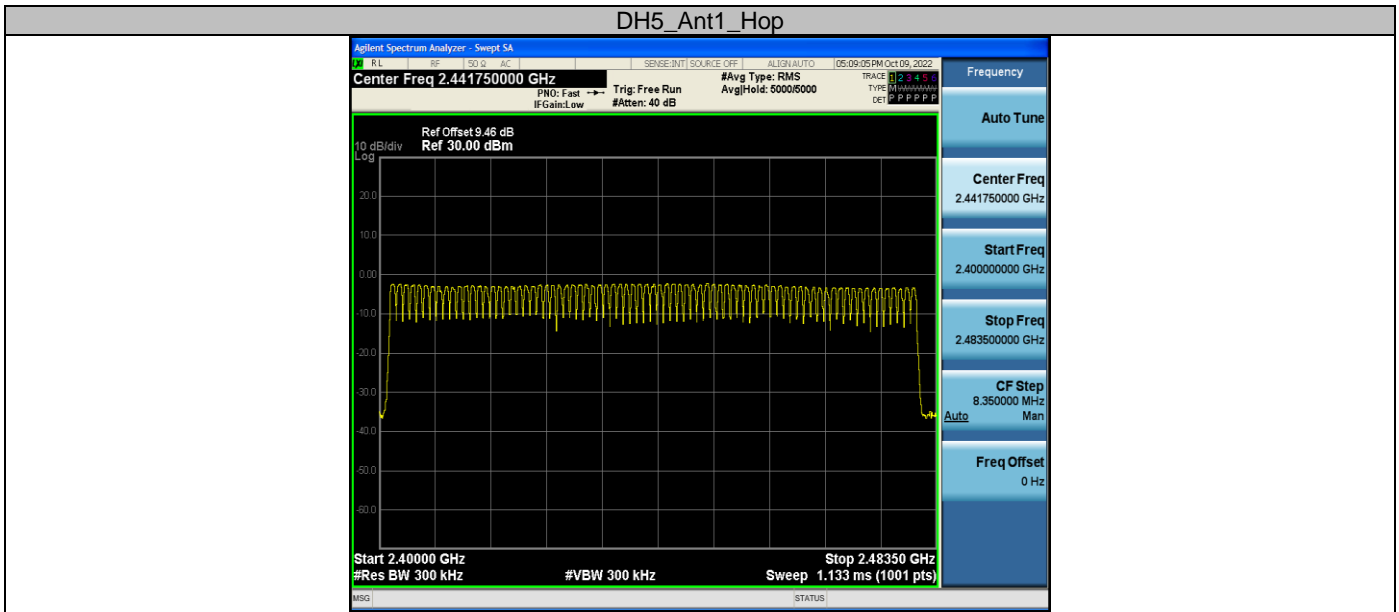 DH5_Ant1_Hop
Agilent Spectrum Analyzer - Swept SA
RL RF 50 Ω AC SENSE:INT SOURCE OFF ALIGNAUTO 05:09:05 PM Oct 09, 2022
Center Freq 2.441750000 GHz
PNO: Fast
IFGain:Low
Trig: Free Run
#Atten: 40 dB
#Avg Type: RMS
Avg|Hold: 5000/5000
TRACE 1 2 3 4 5 6
TYPE M
DET P P P P P P
Ref Offset 9.46 dB
10 dB/div Ref 30.00 dBm
Log
20.0
10.0
0.00
-10.0
-20.0
-30.0
-40.0
-50.0
-60.0
Start 2.40000 GHz Stop 2.48350 GHz
#Res BW 300 kHz #VBW 300 kHz Sweep 1.133 ms (1001 pts)
MSG STATUS
Frequency
Auto Tune
Center Freq
2.441750000 GHz
Start Freq
2.400000000 GHz
Stop Freq
2.483500000 GHz
CF Step
8.350000 MHz
Auto Man
Freq Offset
0 Hz